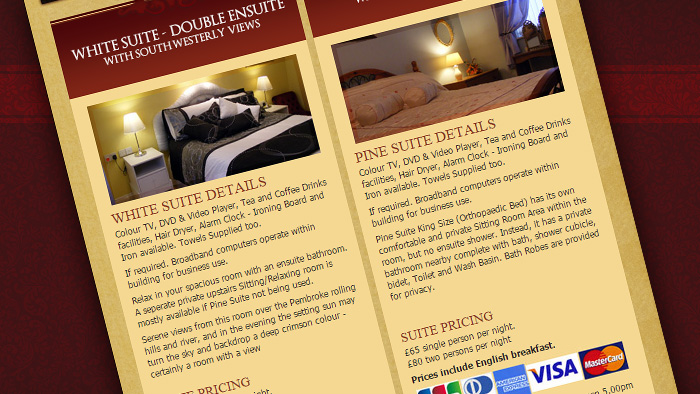 WHITE SUITE - DOUBLE ENSUITE
WITH SOUTH WESTERLY VIEWS
WHITE SUITE DETAILS
Colour TV, DVD & Video Player, Tea and Coffee Drinks
facilities, Hair Dryer, Alarm Clock - Ironing Board and
Iron available. Towels Supplied too.
If required. Broadband computers operate within
building for business use.
Relax in your spacious room with an ensuite bathroom.
A seperate private upstairs Sitting/Relaxing room is
mostly available if Pine Suite not being used.
Serene views from this room over the Pembroke rolling
hills and river, and in the evening the setting sun may
turn the sky and backdrop a deep crimson colour -
certainly a room with a view
PRICING
night.
PINE SUITE DETAILS
Colour TV, DVD & Video Player, Tea and Coffee Drinks
facilities, Hair Dryer, Alarm Clock - Ironing Board and
Iron available. Towels Supplied too.
If required. Broadband computers operate within
building for business use.
Pine Suite King Size (Orthopaedic Bed) has its own
comfortable and private Sitting Room Area within the
room, but no ensuite shower. Instead, it has a private
bathroom nearby complete with bath, shower cubicle,
bidet, Toilet and Wash Basin. Bath Robes are provided
for privacy.
SUITE PRICING
£65 single person per night.
£80 two persons per night
Prices include English breakfast.
AMERICAN EXPRESS
VISA
MasterCard
5.00pm